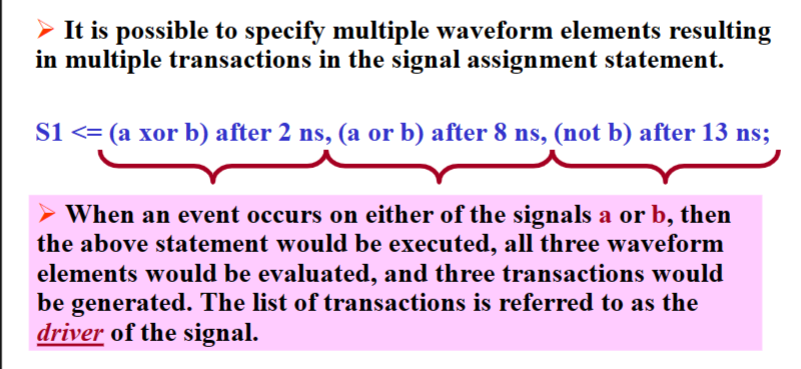 ➢ It is possible to specify multiple waveform elements resulting
in multiple transactions in the signal assignment statement.
S1 <= (a xor b) after 2 ns, (a or b) after 8 ns, (not b) after 13 ns;
➢ When an event occurs on either of the signals a or b, then
the above statement would be executed, all three waveform
elements would be evaluated, and three transactions would
be generated. The list of transactions is referred to as the
driver of the signal.